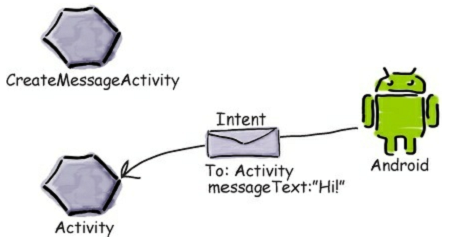 CreateMessageActivity
Intent
To: Activity
messageText:"Hi!"
Android
Activity